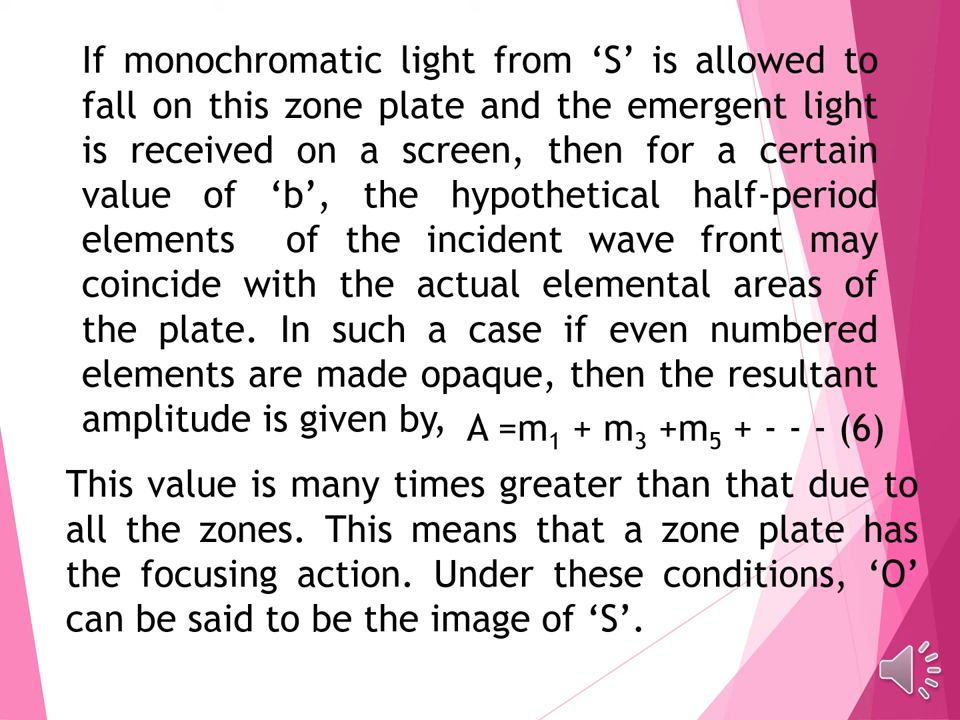 If monochromatic light from ‘S’ is allowed to
fall on this zone plate and the emergent light
is received on a screen, then for a certain
value of ‘b’, the hypothetical half-period
elements of the incident wave front may
coincide with the actual elemental areas of
the plate. In such a case if even numbered
elements are made opaque, then the resultant
amplitude is given by, A =m₁ + m₃ +m₅ + - - - (6)
This value is many times greater than that due to
all the zones. This means that a zone plate has
the focusing action. Under these conditions, ‘O’
can be said to be the image of ‘S’.